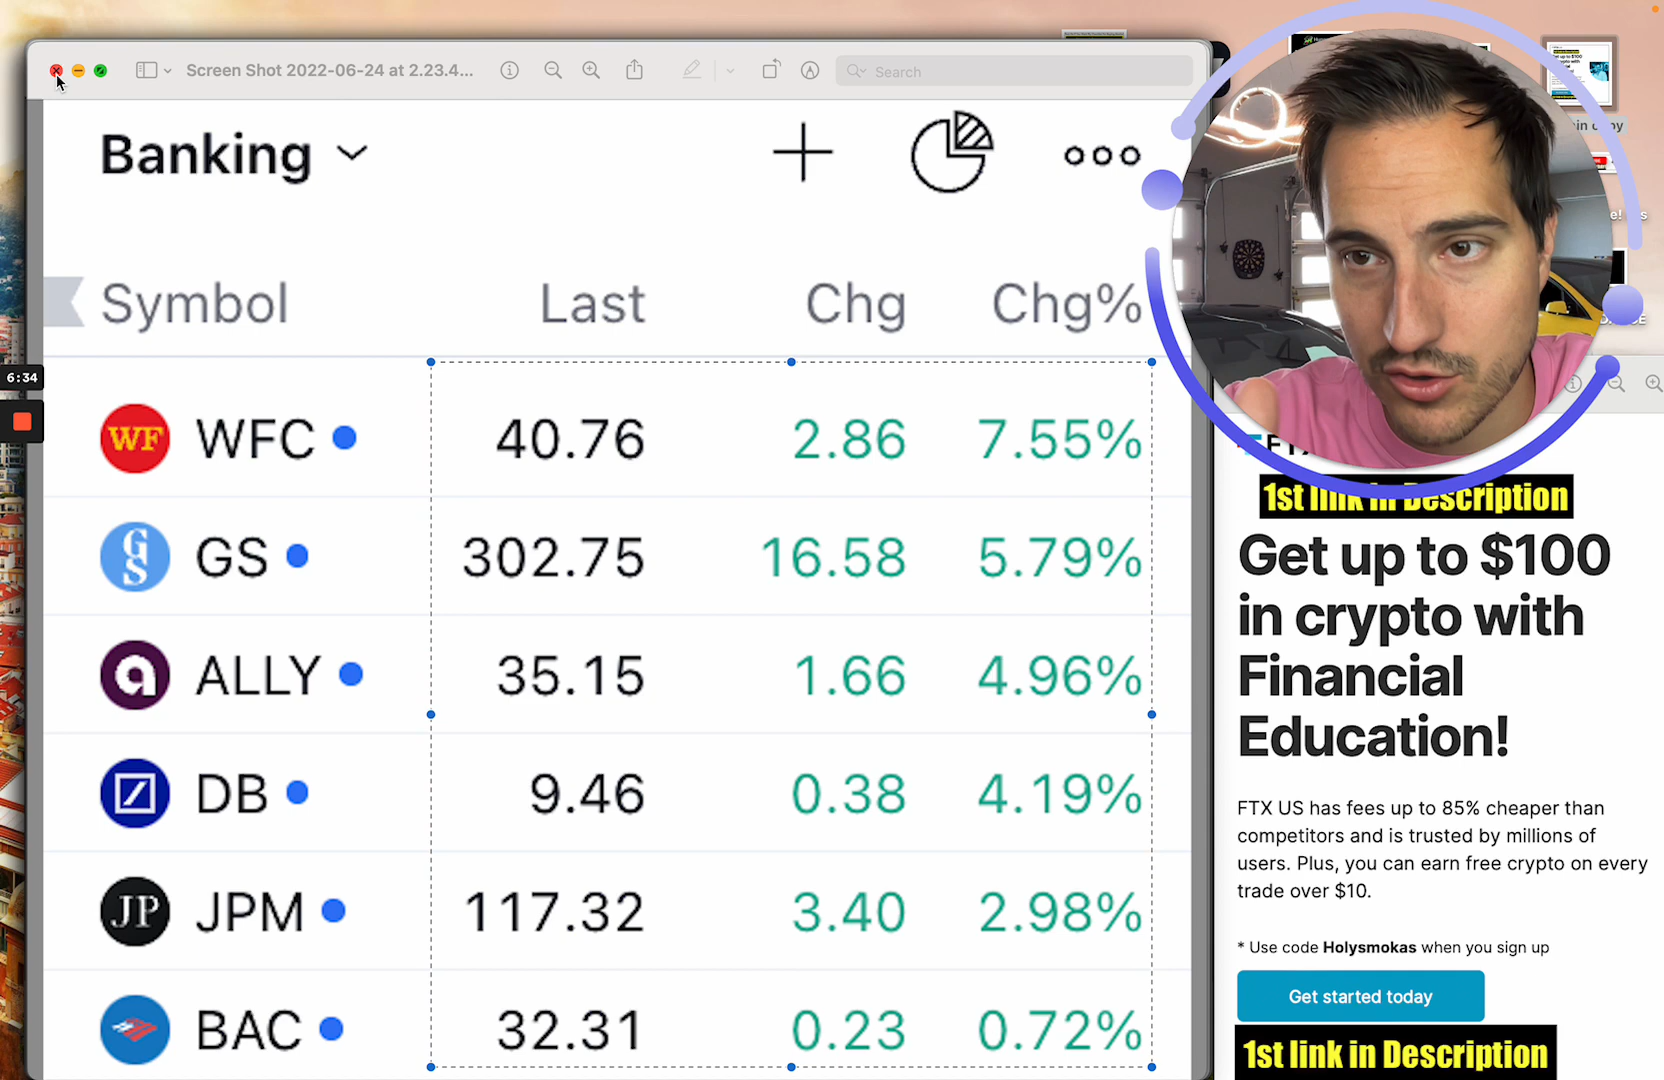 Screen Shot 2022-06-24 at 2.23.4...
Search
Banking
Symbol Last Chg Chg%
WF WFC 40.76 2.86 7.55%
GS GS 302.75 16.58 5.79%
a ALLY 35.15 1.66 4.96%
DB 9.46 0.38 4.19%
JP JPM 117.32 3.40 2.98%
BAC 32.31 0.23 0.72%
6:34
1st link in Description
Get up to $100
in crypto with
Financial
Education!
FTX US has fees up to 85% cheaper than
competitors and is trusted by millions of
users. Plus, you can earn free crypto on every
trade over $10.
* Use code Holysmokas when you sign up
Get started today
1st link in Description